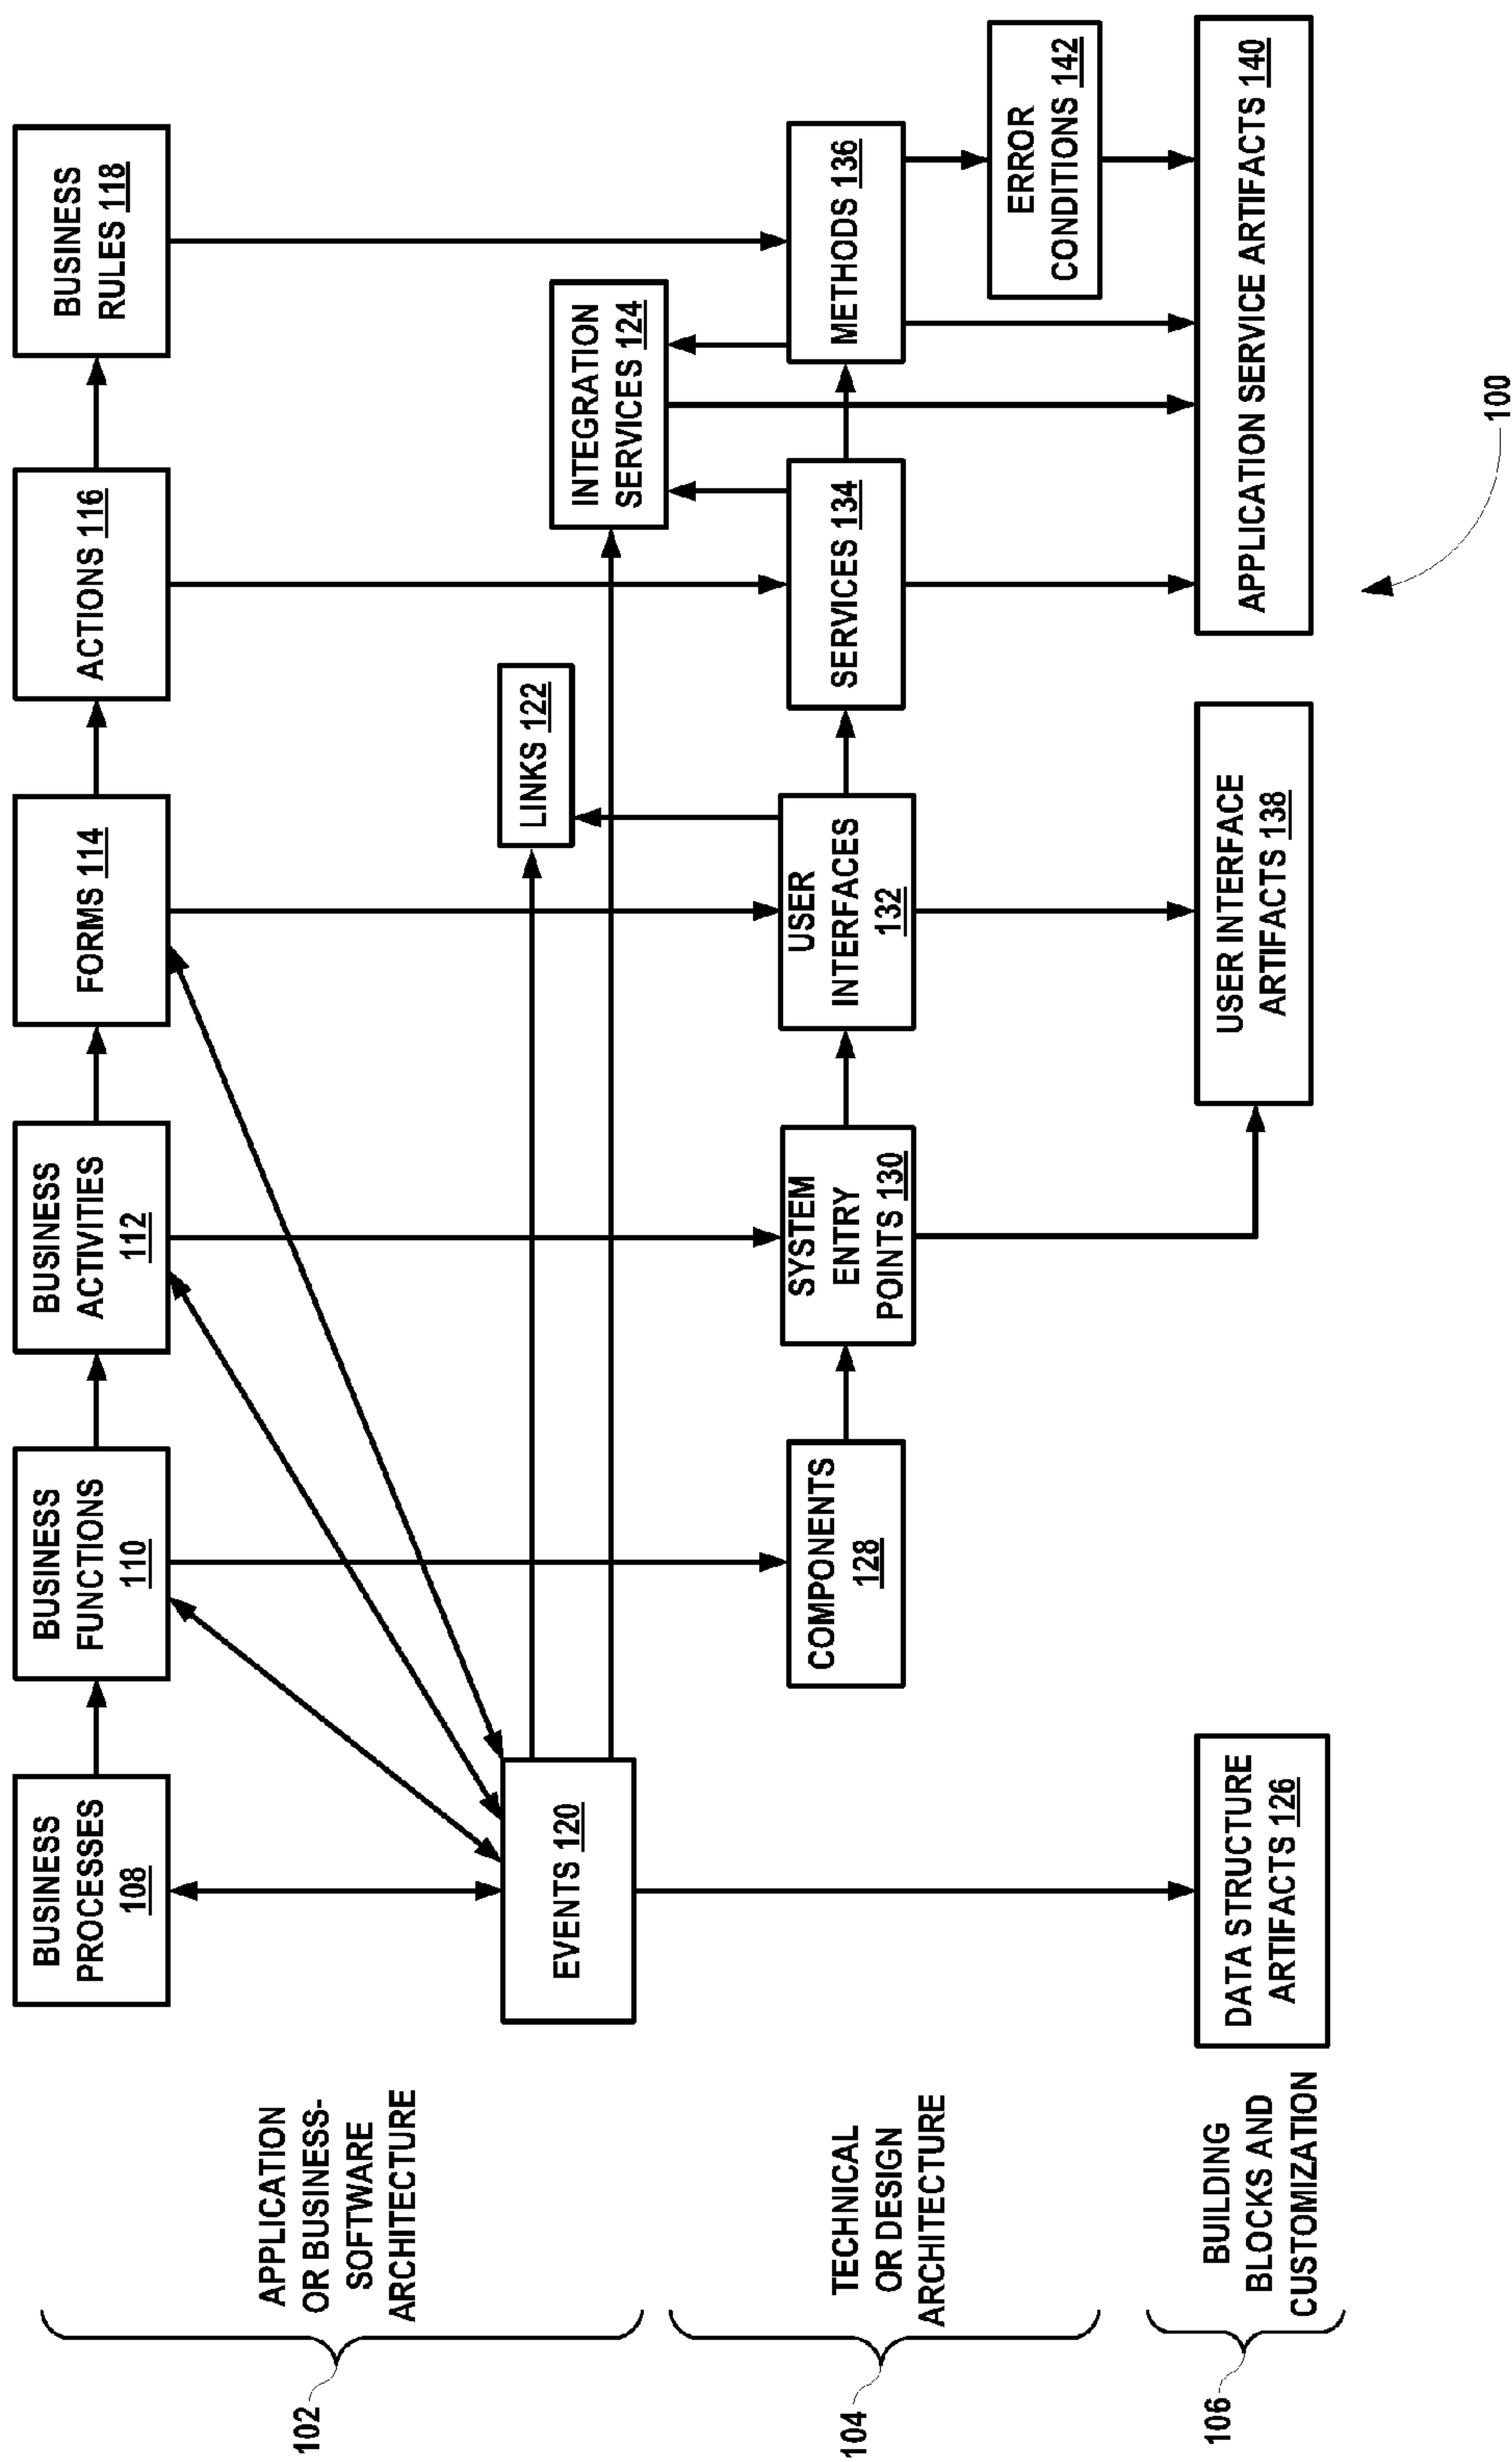 102
APPLICATION
OR BUSINESS-
SOFTWARE
ARCHITECTURE
BUSINESS
PROCESSES
108
BUSINESS
FUNCTIONS
110
BUSINESS
ACTIVITIES
112
FORMS 114
ACTIONS 116
BUSINESS
RULES 118
EVENTS 120
LINKS 122
INTEGRATION
SERVICES 124
104
TECHNICAL
OR DESIGN
ARCHITECTURE
COMPONENTS
128
SYSTEM
ENTRY
POINTS 130
USER
INTERFACES
132
SERVICES 134
METHODS 136
ERROR
CONDITIONS 142
106
BUILDING
BLOCKS AND
CUSTOMIZATION
DATA STRUCTURE
ARTIFACTS 126
USER INTERFACE
ARTIFACTS 138
APPLICATION SERVICE ARTIFACTS 140
100